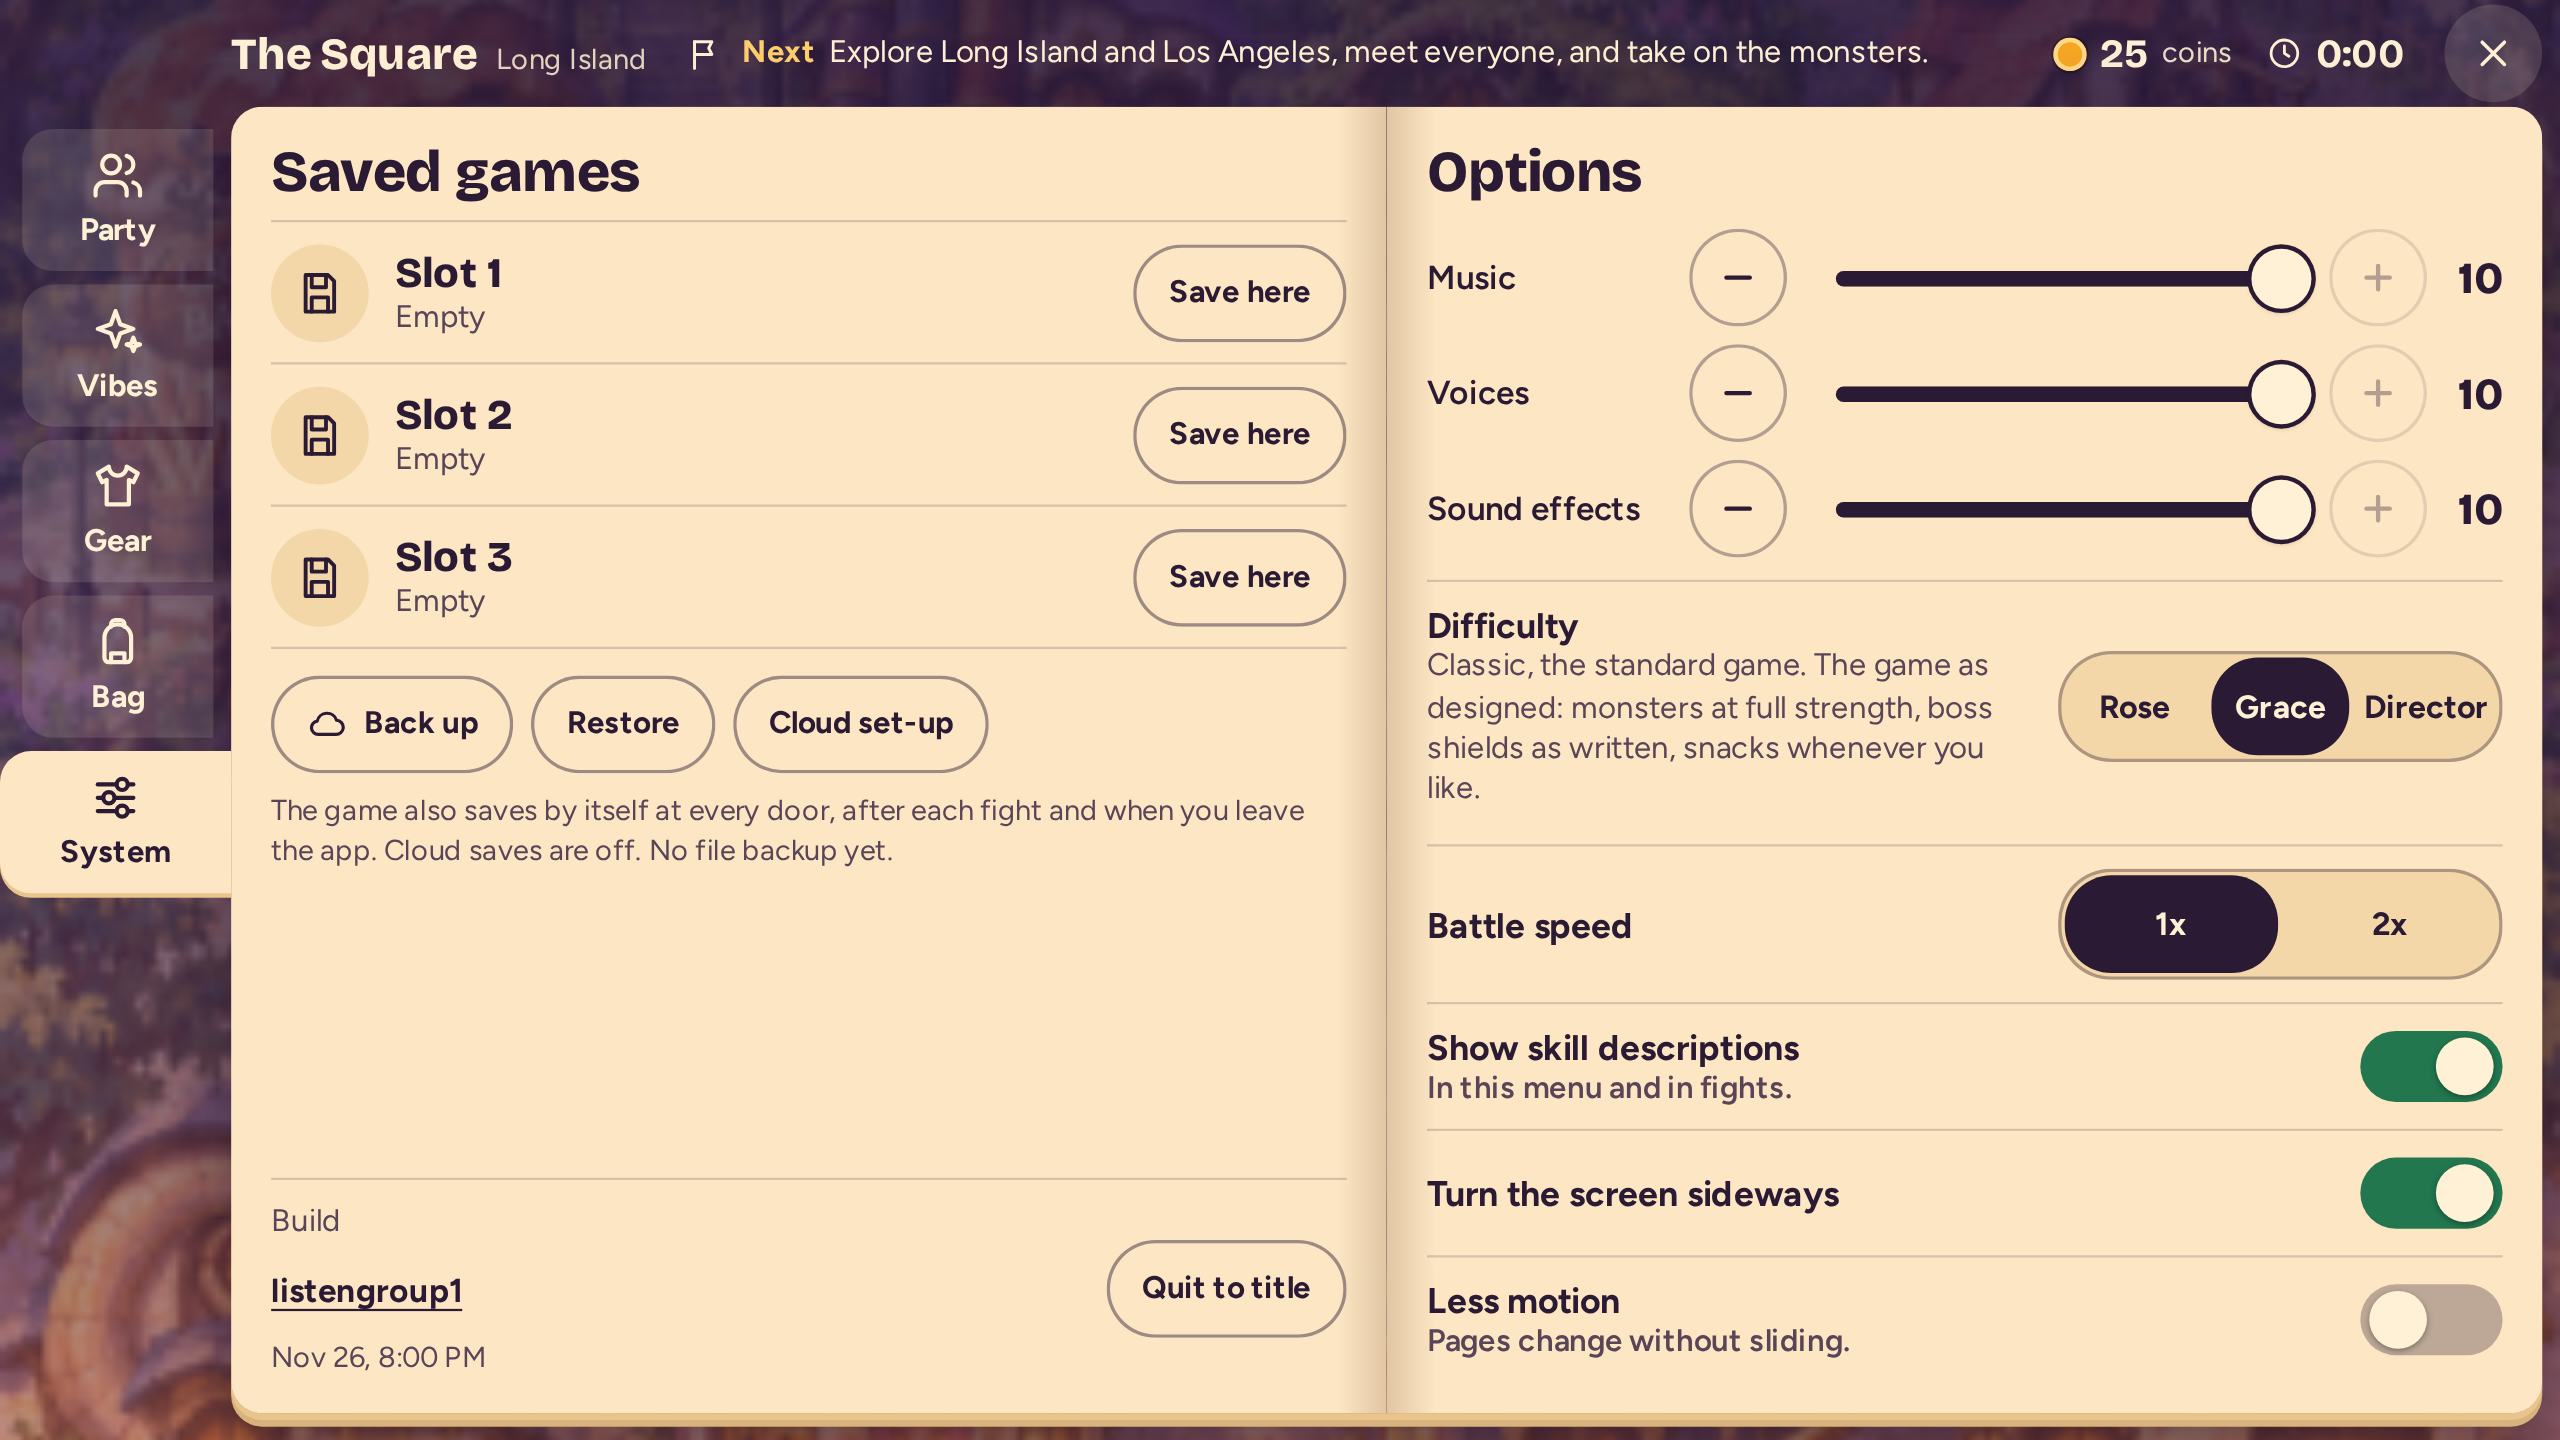 The Square Long Island Next Explore Long Island and Los Angeles, meet everyone, and take on the monsters. 25 coins 0:00
Party
Vibes
Gear
Bag
System
Saved games
Slot 1
Empty
Save here
Slot 2
Empty
Save here
Slot 3
Empty
Save here
Back up Restore Cloud set-up
The game also saves by itself at every door, after each fight and when you leave
the app. Cloud saves are off. No file backup yet.
Build
listengroup1
Nov 26, 8:00 PM
Quit to title
Options
Music 10
Voices 10
Sound effects 10
Difficulty
Classic, the standard game. The game as
designed: monsters at full strength, boss
shields as written, snacks whenever you
like.
Rose Grace Director
Battle speed 1x 2x
Show skill descriptions
In this menu and in fights.
Turn the screen sideways
Less motion
Pages change without sliding.